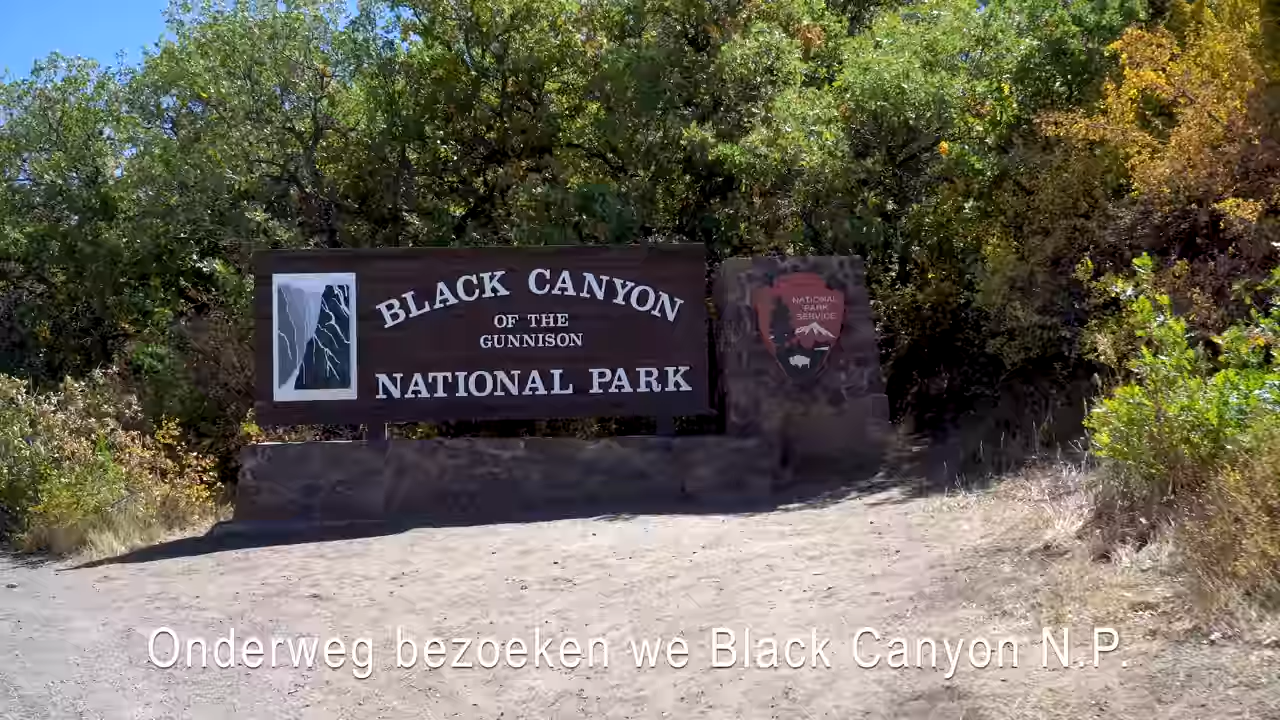 BLACK CANYON
OF THE
GUNNISON
NATIONAL PARK
NATIONAL
PARK
SERVICE
Onderweg bezoeken we Black Canyon N.P.